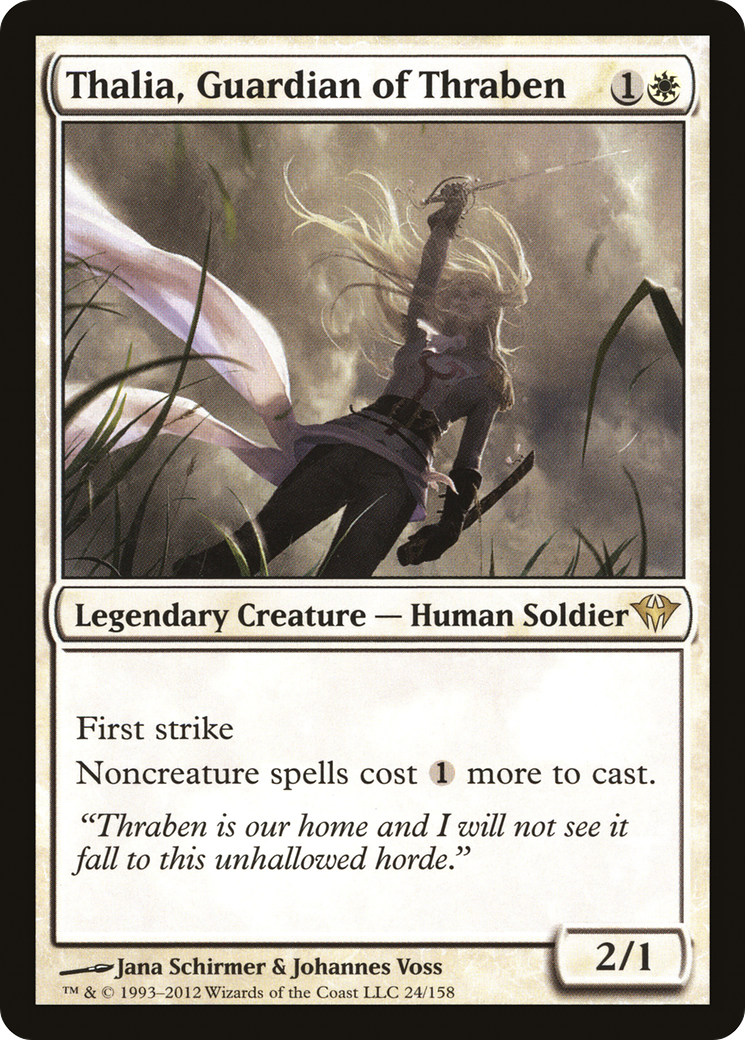 Thalia, Guardian of Thraben 1
Legendary Creature — Human Soldier
First strike
Noncreature spells cost 1 more to cast.
“Thraben is our home and I will not see it
fall to this unhallowed horde.”
2/1
Jana Schirmer & Johannes Voss
™ & © 1993–2012 Wizards of the Coast LLC 24/158